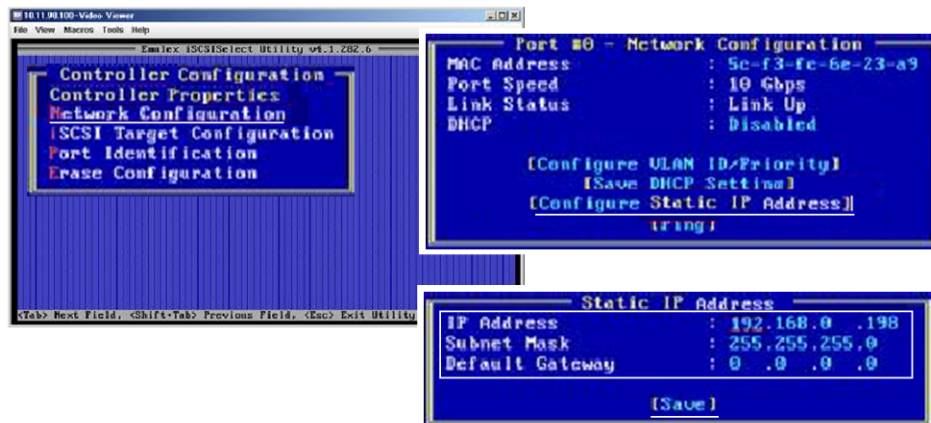 10.11.90.100-Video Viewer
File View Macros Tools Help
Emulex iSCSISelect Utility v4.1.282.6
Controller Configuration
Controller Properties
Network Configuration
iSCSI Target Configuration
Port Identification
Erase Configuration
<Tab> Next Field, <Shift+Tab> Previous Field, <Esc> Exit Utility
Port #0 - Network Configuration
MAC Address : 5c-f3-fc-6e-23-a9
Port Speed : 10 Gbps
Link Status : Link Up
DHCP : Disabled
[Configure VLAN ID/Priority]
[Save DHCP Setting]
[Configure Static IP Address]
[Ping]
Static IP Address
IP Address : 192.168.0 .198
Subnet Mask : 255.255.255.0
Default Gateway : 0 .0 .0 .0
[Save]